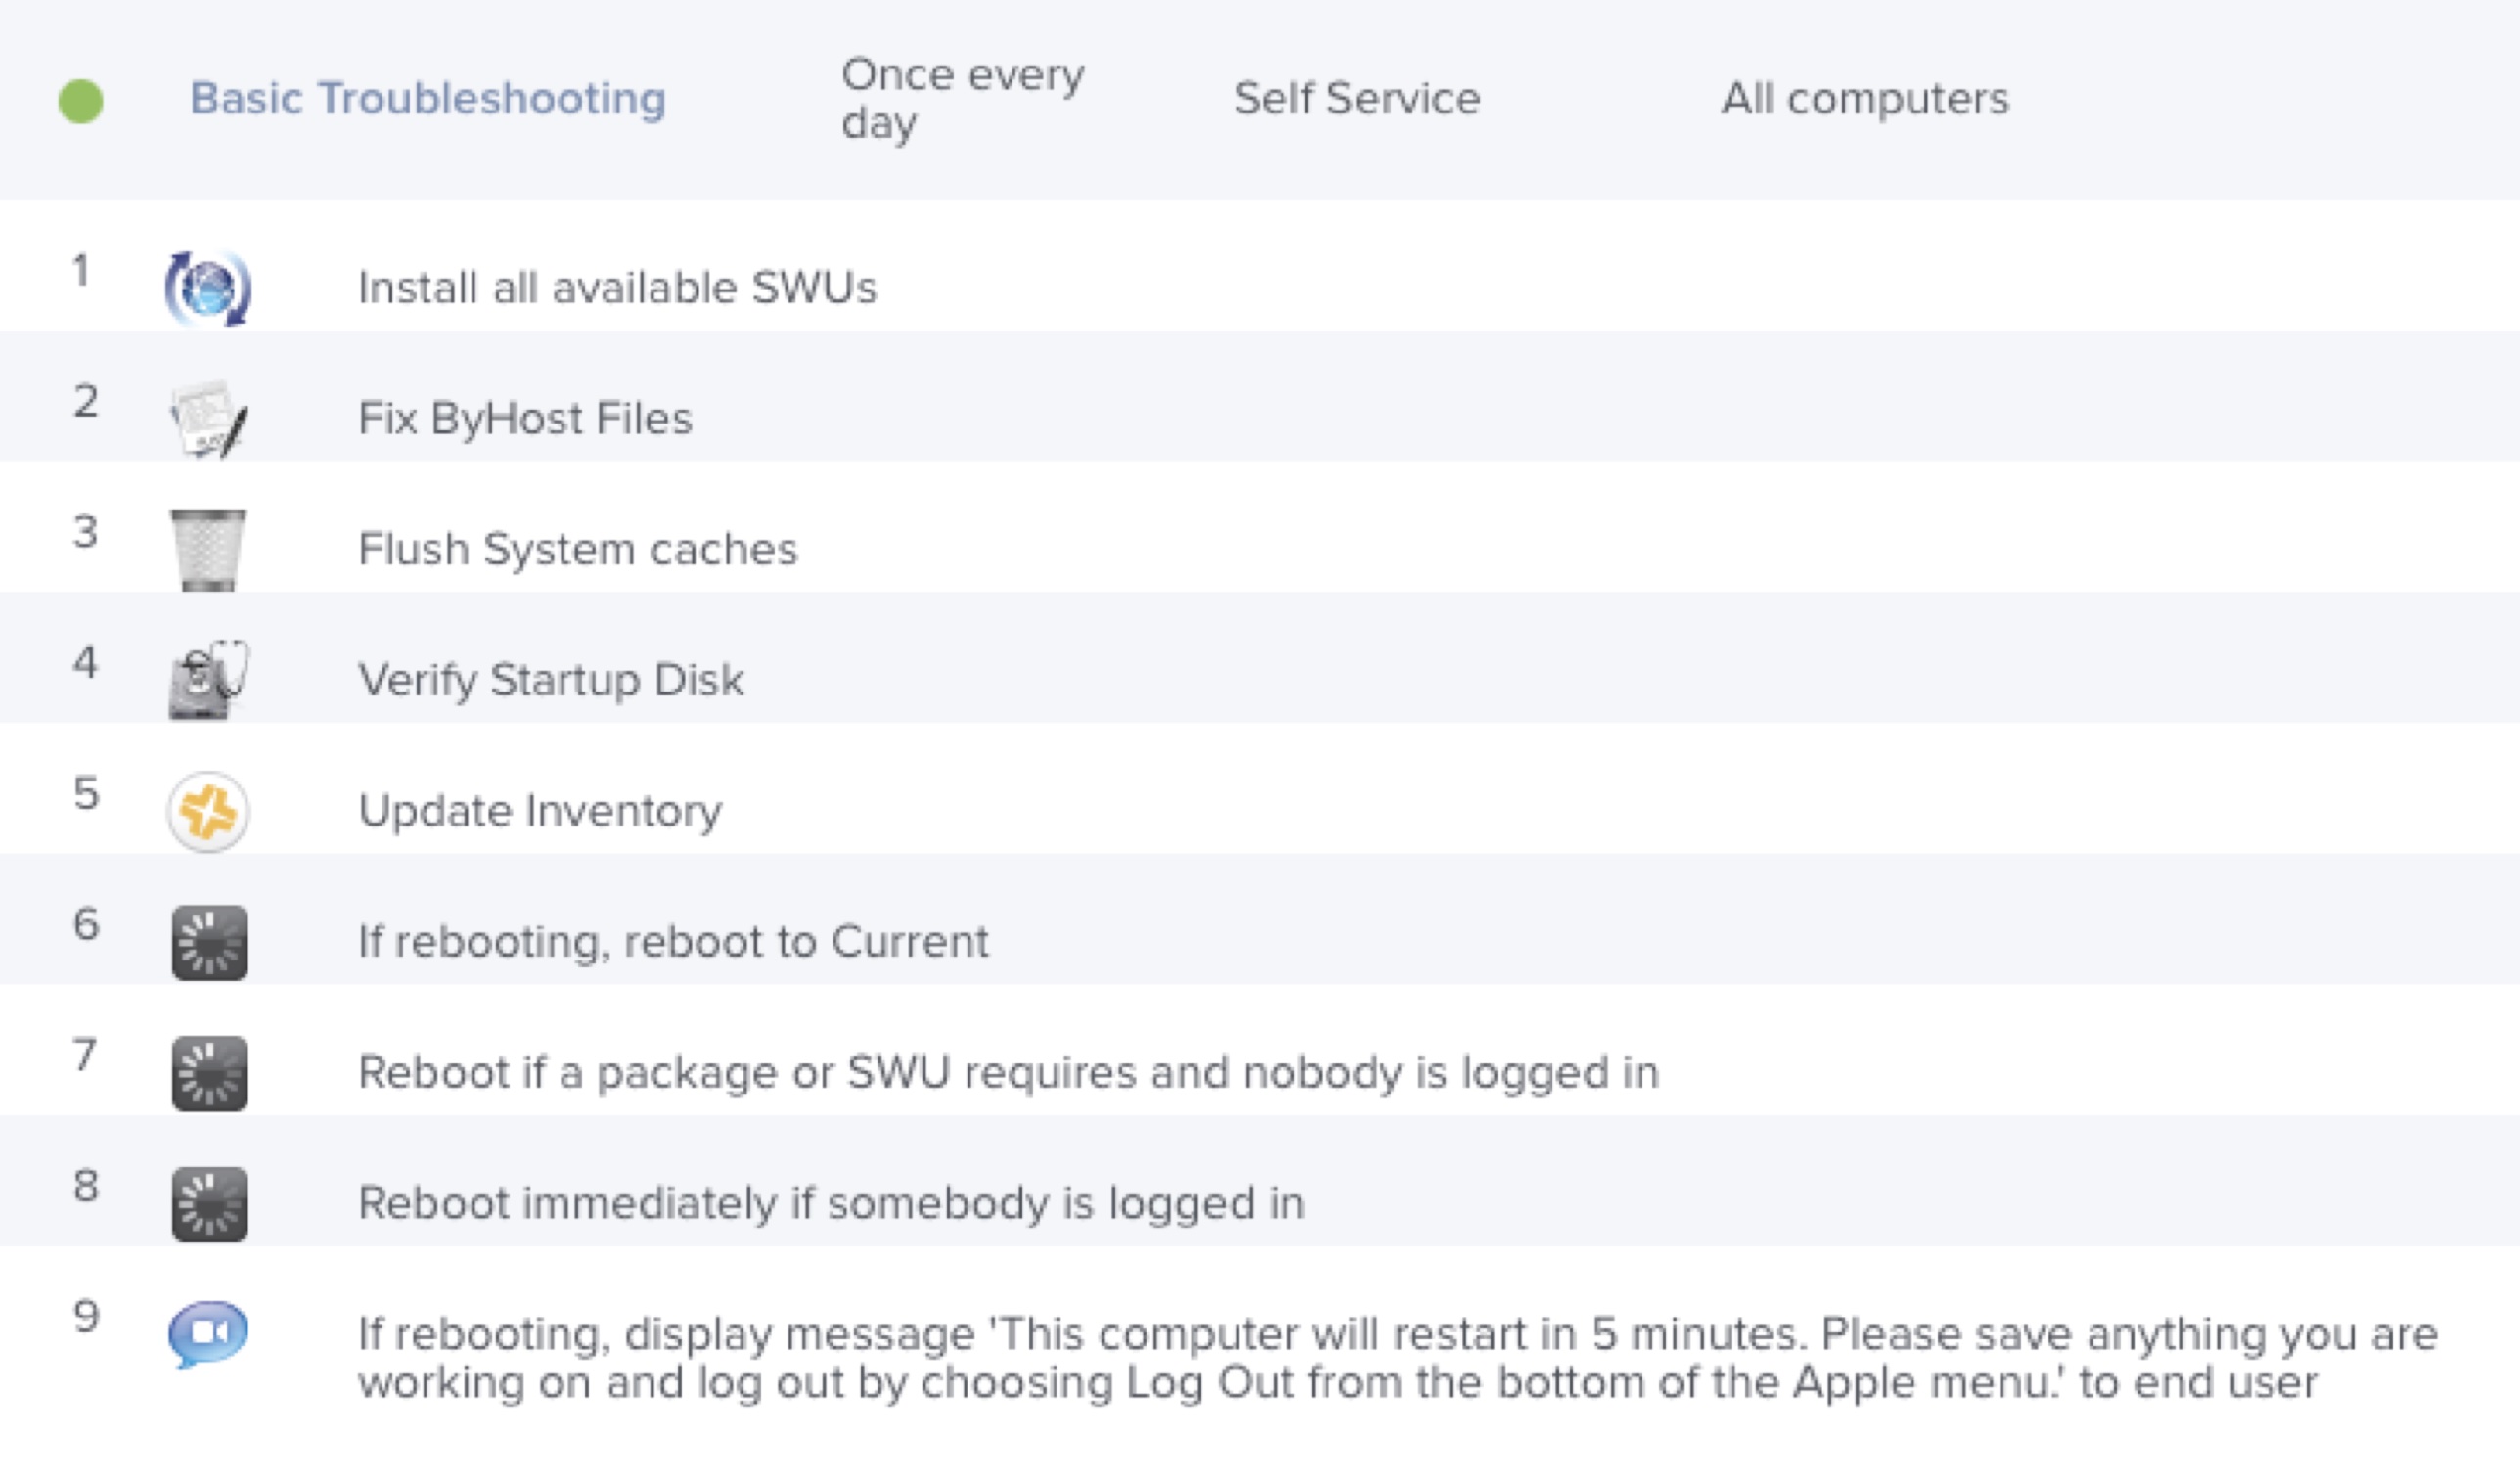 Basic Troubleshooting
Once every
day
Self Service
All computers
1 Install all available SWUs
2 Fix ByHost Files
3 Flush System caches
4 Verify Startup Disk
5 Update Inventory
6 If rebooting, reboot to Current
7 Reboot if a package or SWU requires and nobody is logged in
8 Reboot immediately if somebody is logged in
9 If rebooting, display message 'This computer will restart in 5 minutes. Please save anything you are
working on and log out by choosing Log Out from the bottom of the Apple menu.' to end user